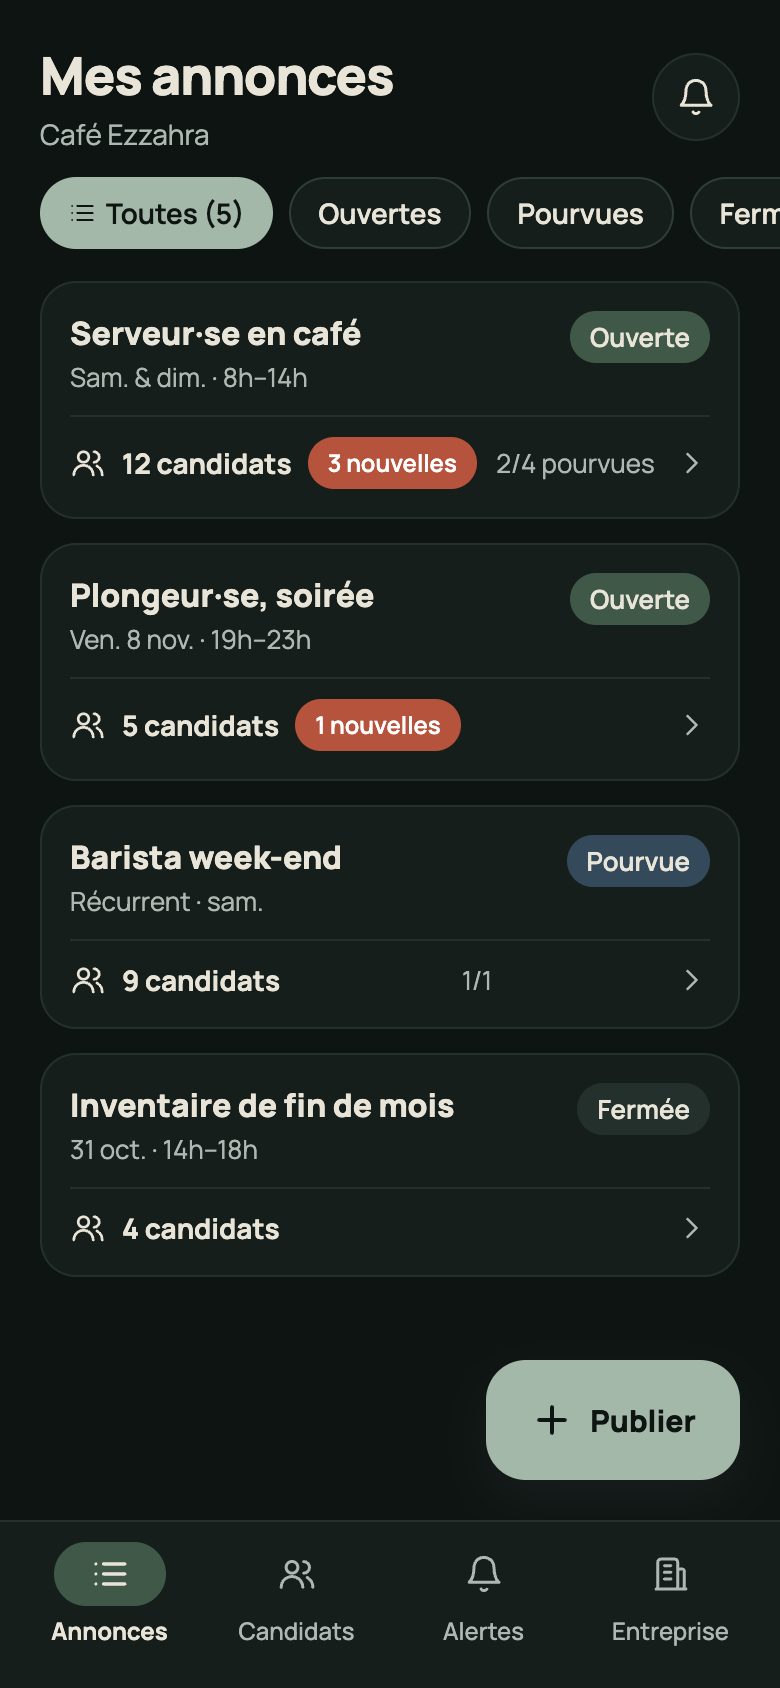 Mes annonces
Café Ezzahra
Toutes (5)
Ouvertes
Pourvues
Ferm
Serveur·se en café
Ouverte
Sam. & dim. · 8h–14h
12 candidats
3 nouvelles
2/4 pourvues
Plongeur·se, soirée
Ouverte
Ven. 8 nov. · 19h–23h
5 candidats
1 nouvelles
Barista week-end
Pourvue
Récurrent · sam.
9 candidats
1/1
Inventaire de fin de mois
Fermée
31 oct. · 14h–18h
4 candidats
Publier
Annonces
Candidats
Alertes
Entreprise